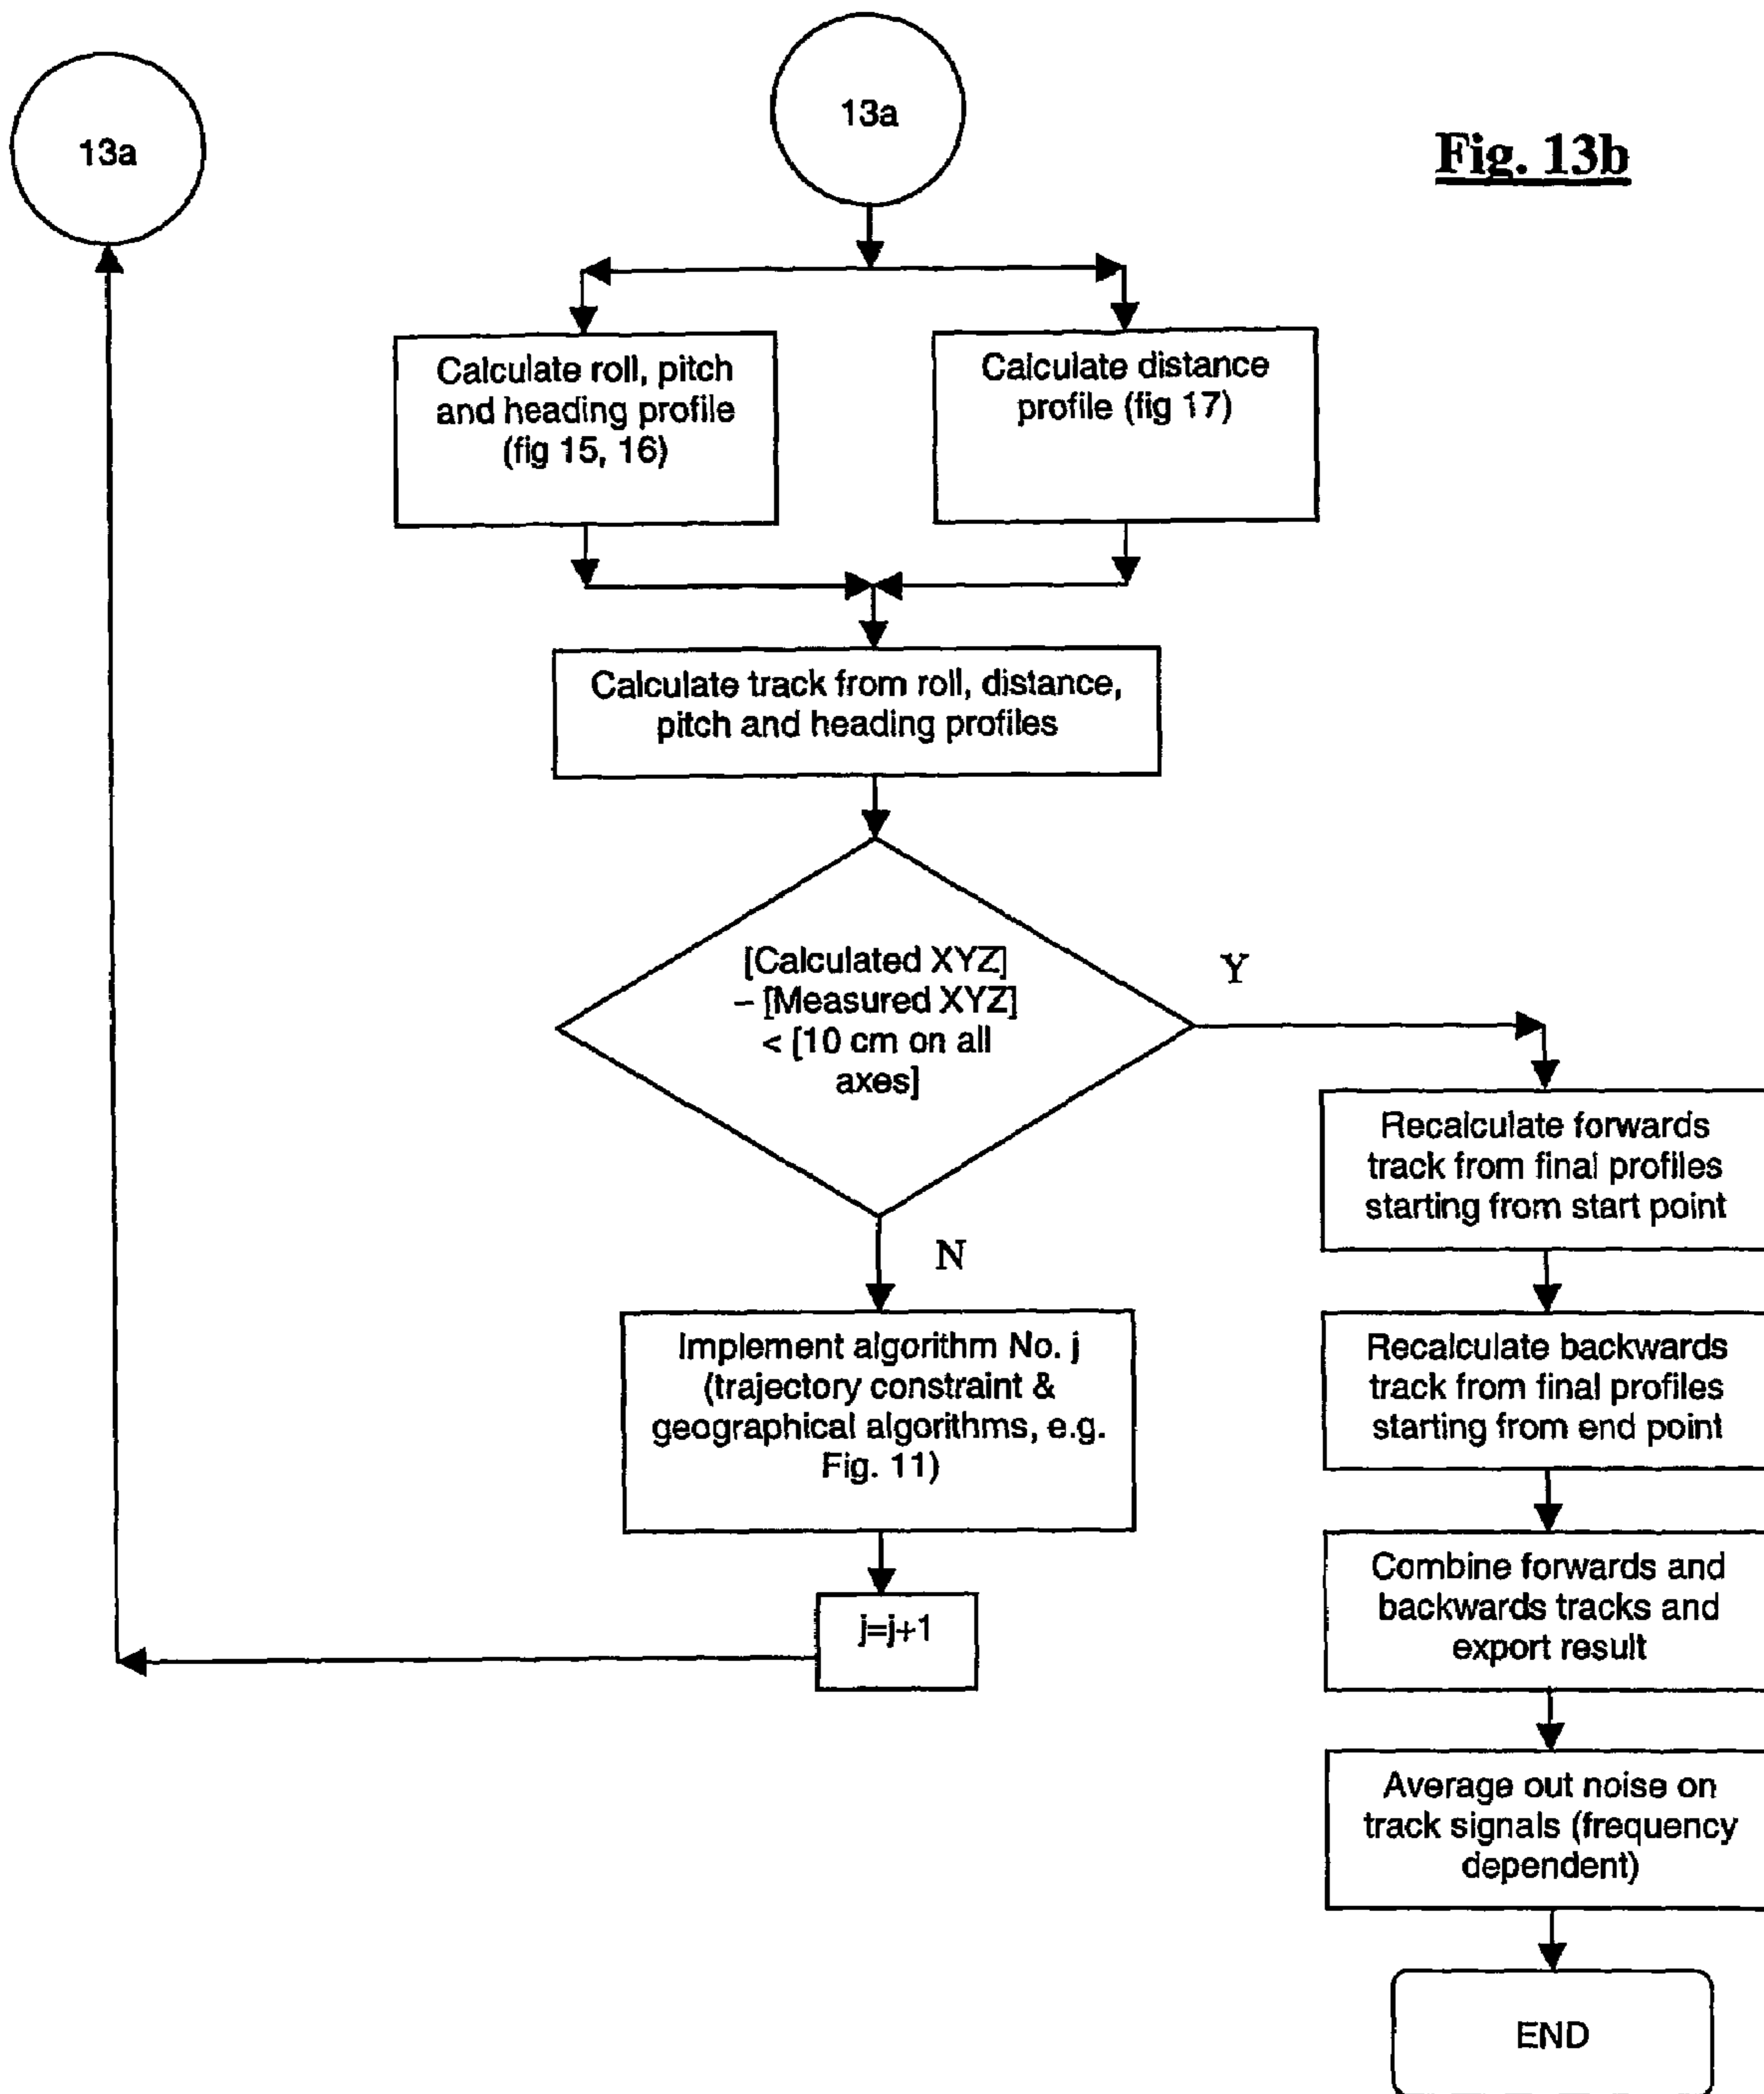 13a
13a
Fig. 13b
Calculate roll, pitch
and heading profile
(fig 15, 16)
Calculate distance
profile (fig 17)
Calculate track from roll, distance,
pitch and heading profiles
[Calculated XYZ]
– [Measured XYZ]
< [10 cm on all
axes]
Y
N
Implement algorithm No. j
(trajectory constraint &
geographical algorithms, e.g.
Fig. 11)
j=j+1
Recalculate forwards
track from final profiles
starting from start point
Recalculate backwards
track from final profiles
starting from end point
Combine forwards and
backwards tracks and
export result
Average out noise on
track signals (frequency
dependent)
END